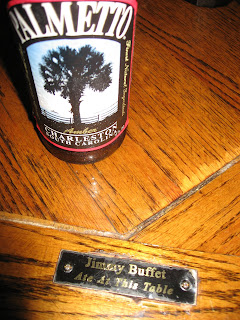 PALMETTO
Amber
CHARLESTON
SOUTH CAROLINA
Jimmy Buffet
Ate At This Table